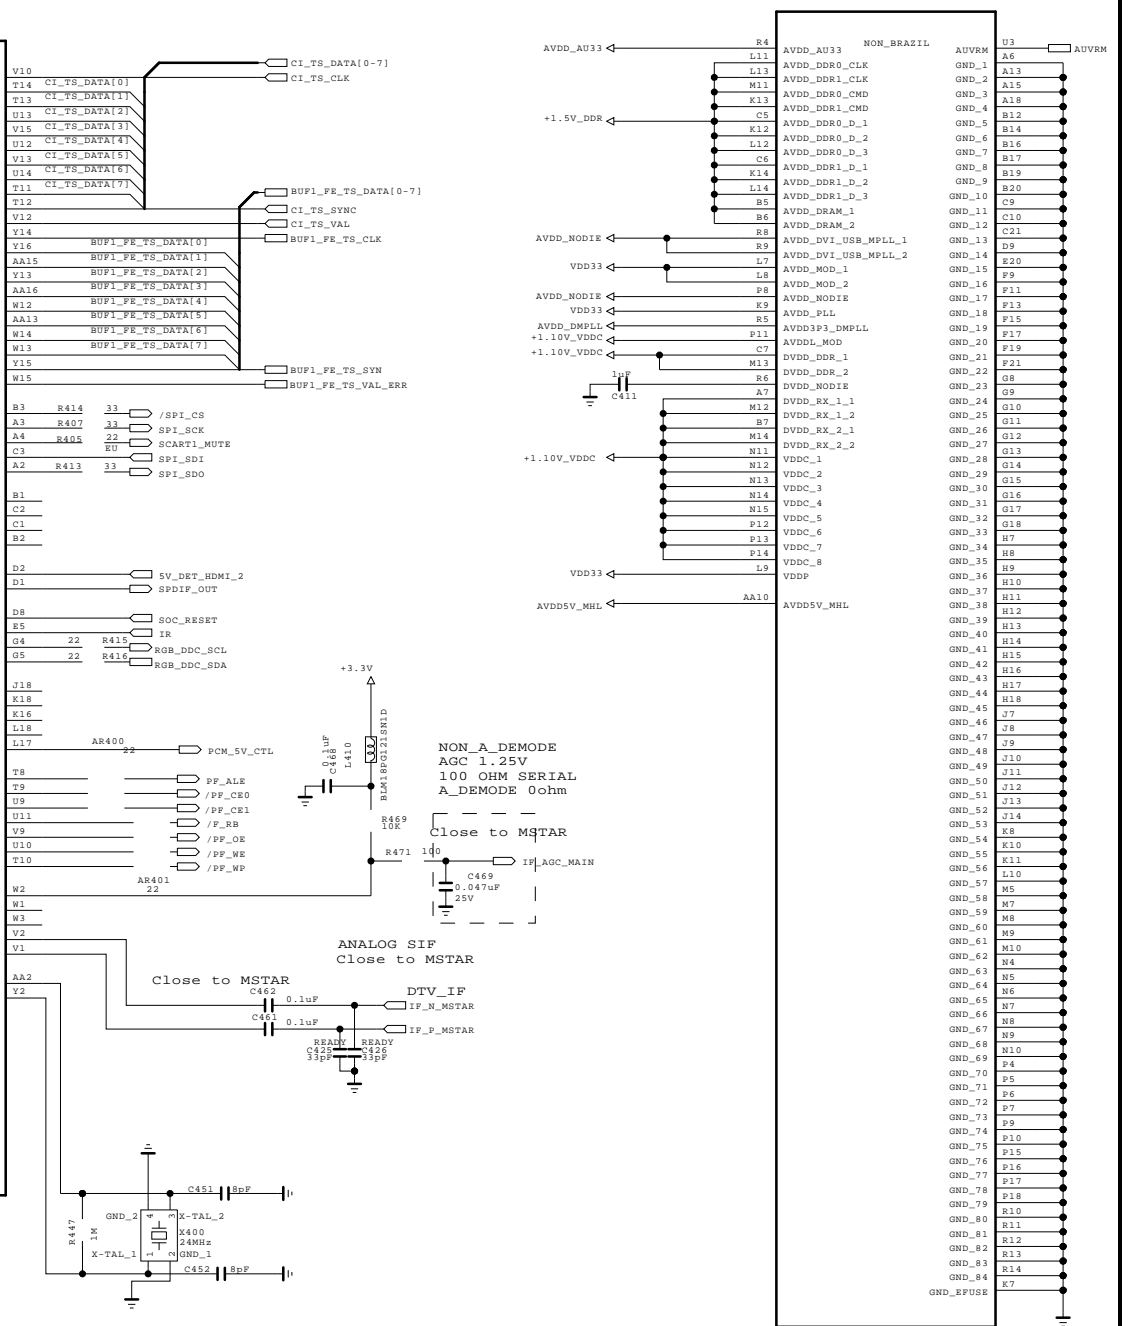 V10
T14 CI_TS_DATA[0]
T13 CI_TS_DATA[1]
U13 CI_TS_DATA[2]
V15 CI_TS_DATA[3]
U12 CI_TS_DATA[4]
V13 CI_TS_DATA[5]
U14 CI_TS_DATA[6]
T11 CI_TS_DATA[7]
T12
V12
Y14
Y16 BUF1_FE_TS_DATA[0]
AA15 BUF1_FE_TS_DATA[1]
Y13 BUF1_FE_TS_DATA[2]
AA16 BUF1_FE_TS_DATA[3]
W12 BUF1_FE_TS_DATA[4]
AA13 BUF1_FE_TS_DATA[5]
W14 BUF1_FE_TS_DATA[6]
W13 BUF1_FE_TS_DATA[7]
Y15
W15
CI_TS_DATA[0-7]
CI_TS_CLK
BUF1_FE_TS_DATA[0-7]
CI_TS_SYNC
CI_TS_VAL
BUF1_FE_TS_CLK
BUF1_FE_TS_SYN
BUF1_FE_TS_VAL_ERR
B3 R414 33 /SPI_CS
A3 R407 33 SPI_SCK
A4 R405 22 SCART1_MUTE
EU
C3 SPI_SDI
A2 R413 33 SPI_SDO
B1
C2
C1
B2
D2 5V_DET_HDMI_2
D1 SPDIF_OUT
D8 SOC_RESET
E5 IR
G4 22 R415 RGB_DDC_SCL
G5 22 R416 RGB_DDC_SDA
J18
K18
K16
L18
L17 AR400 22 PCM_5V_CTL
T8 PF_ALE
T9 /PF_CE0
U9 /PF_CE1
U11 /F_RB
V9 /PF_OE
U10 /PF_WE
T10 /PF_WP
AR401
22
W2
W1
W3
V2
V1
AA2
Y2
+3.3V
0.1uF
C468
L410
BLM18PG121SN1D
R469
10K
R471 100
NON_A_DEMODE
AGC 1.25V
100 OHM SERIAL
A_DEMODE 0ohm
Close to MSTAR
IF_AGC_MAIN
C469
0.047uF
25V
ANALOG SIF
Close to MSTAR
Close to MSTAR
DTV_IF
C462 0.1uF IF_N_MSTAR
C461 0.1uF IF_P_MSTAR
READY READY
C425 C426
33pF 33pF
C451 8pF
GND_2 4 3 X-TAL_2
R447
1M
X400
24MHz
X-TAL_1 1 2 GND_1
C452 8pF
NON_BRAZIL
AVDD_AU33 R4 AVDD_AU33
L11 AVDD_DDR0_CLK
L13 AVDD_DDR1_CLK
M11 AVDD_DDR0_CMD
K13 AVDD_DDR1_CMD
+1.5V_DDR C5 AVDD_DDR0_D_1
K12 AVDD_DDR0_D_2
L12 AVDD_DDR0_D_3
C6 AVDD_DDR1_D_1
K14 AVDD_DDR1_D_2
L14 AVDD_DDR1_D_3
B5 AVDD_DRAM_1
B6 AVDD_DRAM_2
AVDD_NODIE R8 AVDD_DVI_USB_MPLL_1
R9 AVDD_DVI_USB_MPLL_2
VDD33 L7 AVDD_MOD_1
L8 AVDD_MOD_2
AVDD_NODIE P8 AVDD_NODIE
VDD33 K9 AVDD_PLL
AVDD_DMPLL R5 AVDD3P3_DMPLL
+1.10V_VDDC P11 AVDDL_MOD
+1.10V_VDDC C7 DVDD_DDR_1
M13 DVDD_DDR_2
1uF
C411
R6 DVDD_NODIE
A7 DVDD_RX_1_1
M12 DVDD_RX_1_2
B7 DVDD_RX_2_1
M14 DVDD_RX_2_2
+1.10V_VDDC N11 VDDC_1
N12 VDDC_2
N13 VDDC_3
N14 VDDC_4
N15 VDDC_5
P12 VDDC_6
P13 VDDC_7
P14 VDDC_8
VDD33 L9 VDDP
AVDD5V_MHL AA10 AVDD5V_MHL
AUVRM U3 AUVRM
GND_1 A6
GND_2 A13
GND_3 A15
GND_4 A18
GND_5 B12
GND_6 B14
GND_7 B16
GND_8 B17
GND_9 B19
GND_10 B20
GND_11 C9
GND_12 C10
GND_13 C21
GND_14 D9
GND_15 E20
GND_16 F9
GND_17 F11
GND_18 F13
GND_19 F15
GND_20 F17
GND_21 F19
GND_22 F21
GND_23 G8
GND_24 G9
GND_25 G10
GND_26 G11
GND_27 G12
GND_28 G13
GND_29 G14
GND_30 G15
GND_31 G16
GND_32 G17
GND_33 G18
GND_34 H7
GND_35 H8
GND_36 H9
GND_37 H10
GND_38 H11
GND_39 H12
GND_40 H13
GND_41 H14
GND_42 H15
GND_43 H16
GND_44 H17
GND_45 H18
GND_46 J7
GND_47 J8
GND_48 J9
GND_49 J10
GND_50 J11
GND_51 J12
GND_52 J13
GND_53 J14
GND_54 K8
GND_55 K10
GND_56 K11
GND_57 L10
GND_58 M5
GND_59 M7
GND_60 M8
GND_61 M9
GND_62 M10
GND_63 N4
GND_64 N5
GND_65 N6
GND_66 N7
GND_67 N8
GND_68 N9
GND_69 N10
GND_70 P4
GND_71 P5
GND_72 P6
GND_73 P7
GND_74 P9
GND_75 P10
GND_76 P15
GND_77 P16
GND_78 P17
GND_79 P18
GND_80 R10
GND_81 R11
GND_82 R12
GND_83 R13
GND_84 R14
GND_EFUSE K7